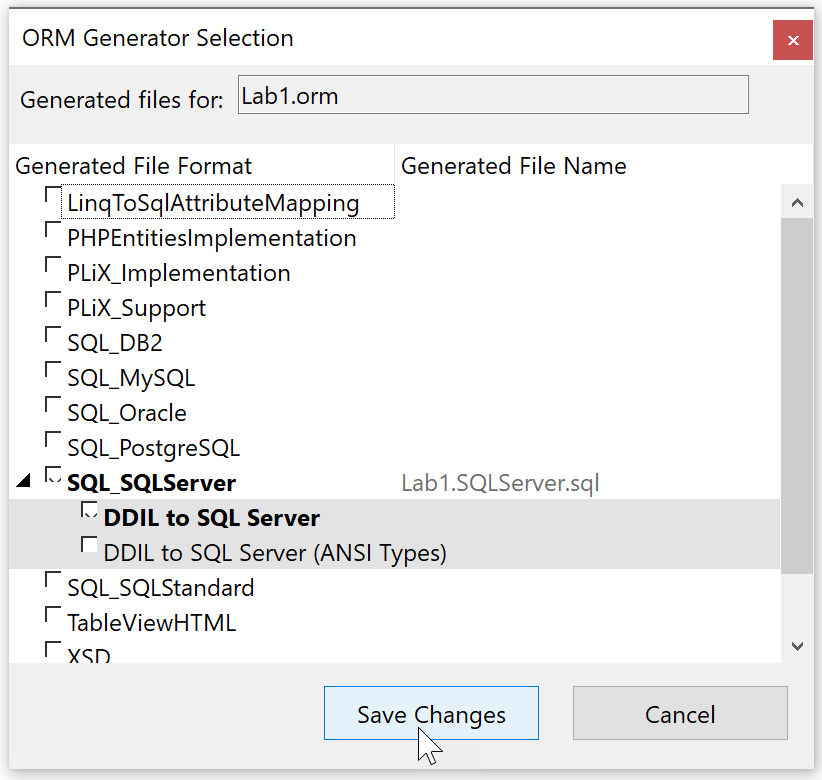 ORM Generator Selection
Generated files for: Lab1.orm
Generated File Format Generated File Name
LinqToSqlAttributeMapping
PHPEntitiesImplementation
PLiX_Implementation
PLiX_Support
SQL_DB2
SQL_MySQL
SQL_Oracle
SQL_PostgreSQL
SQL_SQLServer Lab1.SQLServer.sql
DDIL to SQL Server
DDIL to SQL Server (ANSI Types)
SQL_SQLStandard
TableViewHTML
XSD
Save Changes Cancel